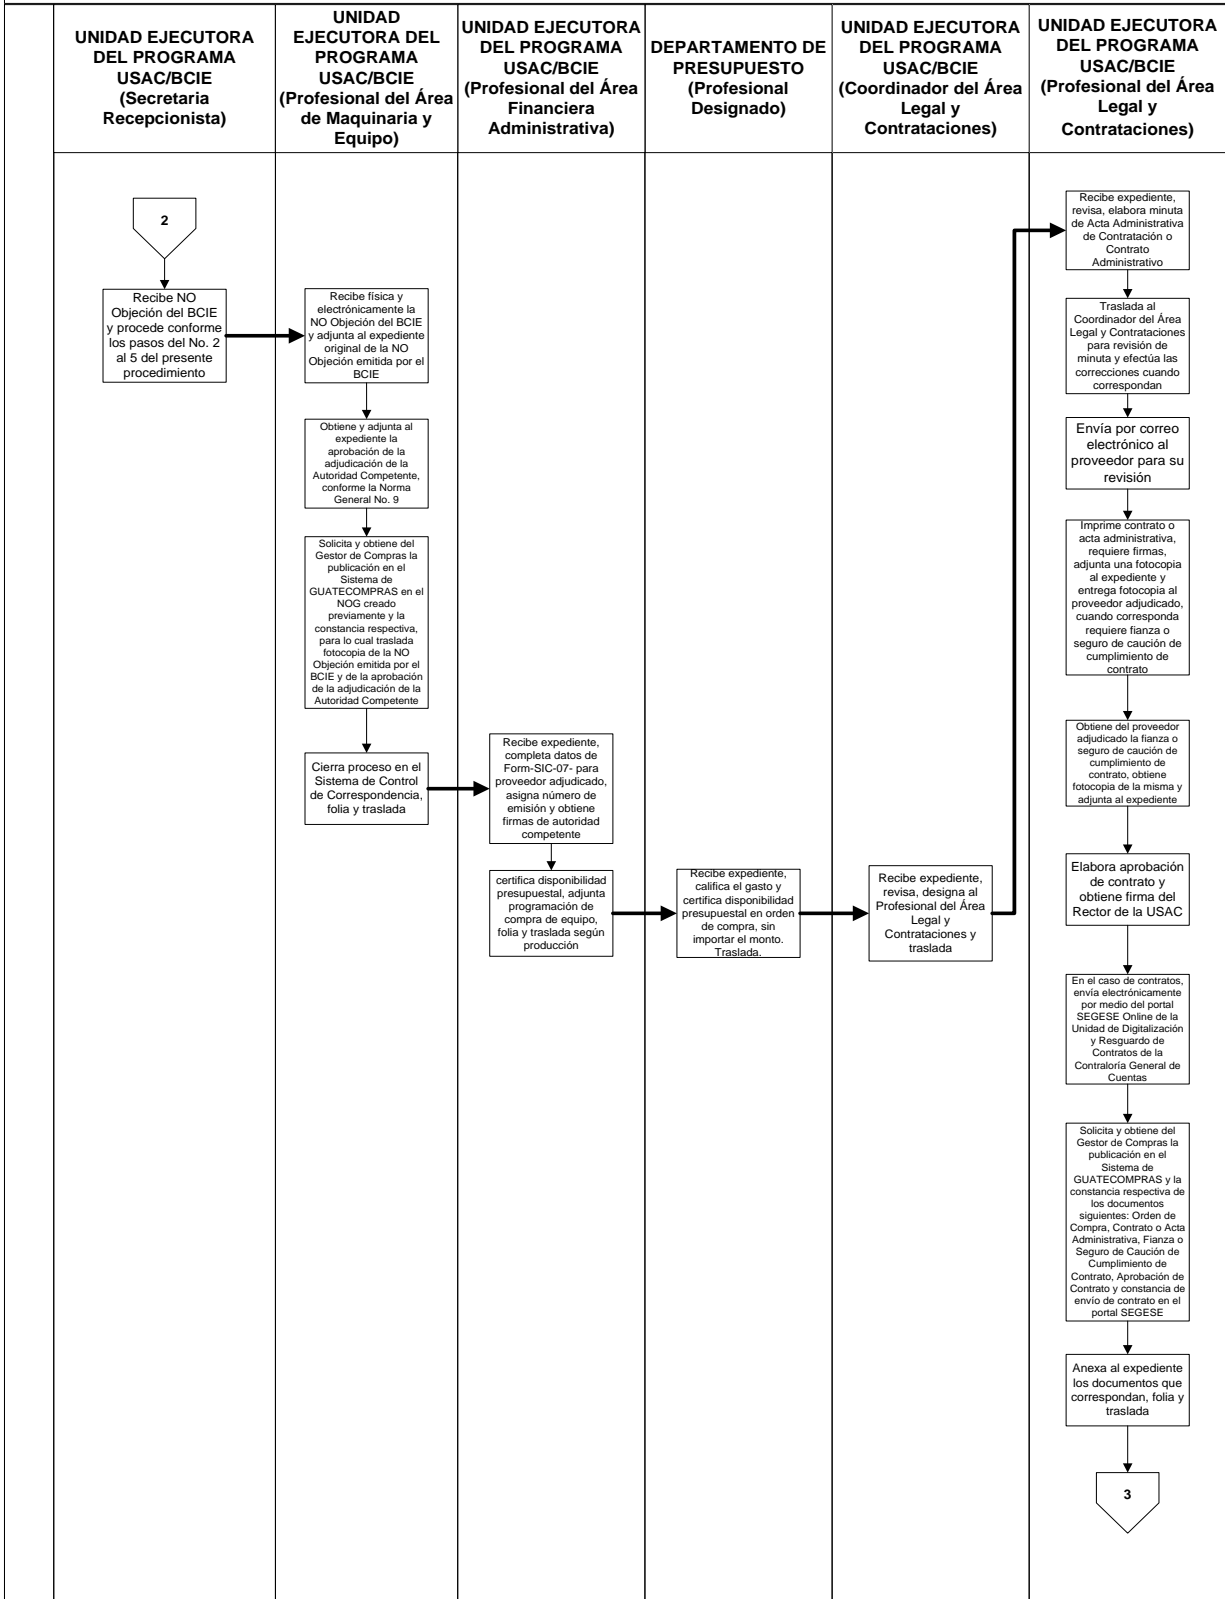 UNIDAD EJECUTORA
DEL PROGRAMA
USAC/BCIE
(Secretaria
Recepcionista)
UNIDAD
EJECUTORA DEL
PROGRAMA
USAC/BCIE
(Profesional del Área
de Maquinaria y
Equipo)
UNIDAD EJECUTORA
DEL PROGRAMA
USAC/BCIE
(Profesional del Área
Financiera
Administrativa)
DEPARTAMENTO DE
PRESUPUESTO
(Profesional
Designado)
UNIDAD EJECUTORA
DEL PROGRAMA
USAC/BCIE
(Coordinador del Área
Legal y
Contrataciones)
UNIDAD EJECUTORA
DEL PROGRAMA
USAC/BCIE
(Profesional del Área
Legal y
Contrataciones)
2
Recibe NO
Objeción del BCIE
y procede conforme
los pasos del No. 2
al 5 del presente
procedimiento
Recibe física y
electrónicamente la
NO Objeción del BCIE
y adjunta al expediente
original de la NO
Objeción emitida por el
BCIE
Obtiene y adjunta al
expediente la
aprobación de la
adjudicación de la
Autoridad Competente,
conforme la Norma
General No. 9
Solicita y obtiene del
Gestor de Compras la
publicación en el
Sistema de
GUATECOMPRAS en el
NOG creado
previamente y la
constancia respectiva,
para lo cual traslada
fotocopia de la NO
Objeción emitida por el
BCIE y de la aprobación
de la adjudicación de la
Autoridad Competente
Cierra proceso en el
Sistema de Control
de Correspondencia,
folia y traslada
Recibe expediente,
completa datos de
Form-SIC-07- para
proveedor adjudicado,
asigna número de
emisión y obtiene
firmas de autoridad
competente
certifica disponibilidad
presupuestal, adjunta
programación de
compra de equipo,
folia y traslada según
producción
Recibe expediente,
califica el gasto y
certifica disponibilidad
presupuestal en orden
de compra, sin
importar el monto.
Traslada.
Recibe expediente,
revisa, designa al
Profesional del Área
Legal y
Contrataciones y
traslada
Recibe expediente,
revisa, elabora minuta
de Acta Administrativa
de Contratación o
Contrato
Administrativo
Traslada al
Coordinador del Área
Legal y Contrataciones
para revisión de
minuta y efectúa las
correcciones cuando
correspondan
Envía por correo
electrónico al
proveedor para su
revisión
Imprime contrato o
acta administrativa,
requiere firmas,
adjunta una fotocopia
al expediente y
entrega fotocopia al
proveedor adjudicado,
cuando corresponda
requiere fianza o
seguro de caución de
cumplimiento de
contrato
Obtiene del proveedor
adjudicado la fianza o
seguro de caución de
cumplimiento de
contrato, obtiene
fotocopia de la misma y
adjunta al expediente
Elabora aprobación
de contrato y
obtiene firma del
Rector de la USAC
En el caso de contratos,
envía electrónicamente
por medio del portal
SEGESE Online de la
Unidad de Digitalización
y Resguardo de
Contratos de la
Contraloría General de
Cuentas
Solicita y obtiene del
Gestor de Compras la
publicación en el
Sistema de
GUATECOMPRAS y la
constancia respectiva de
los documentos
siguientes: Orden de
Compra, Contrato o Acta
Administrativa, Fianza o
Seguro de Caución de
Cumplimiento de
Contrato, Aprobación de
Contrato y constancia de
envío de contrato en el
portal SEGESE
Anexa al expediente
los documentos que
correspondan, folia y
traslada
3